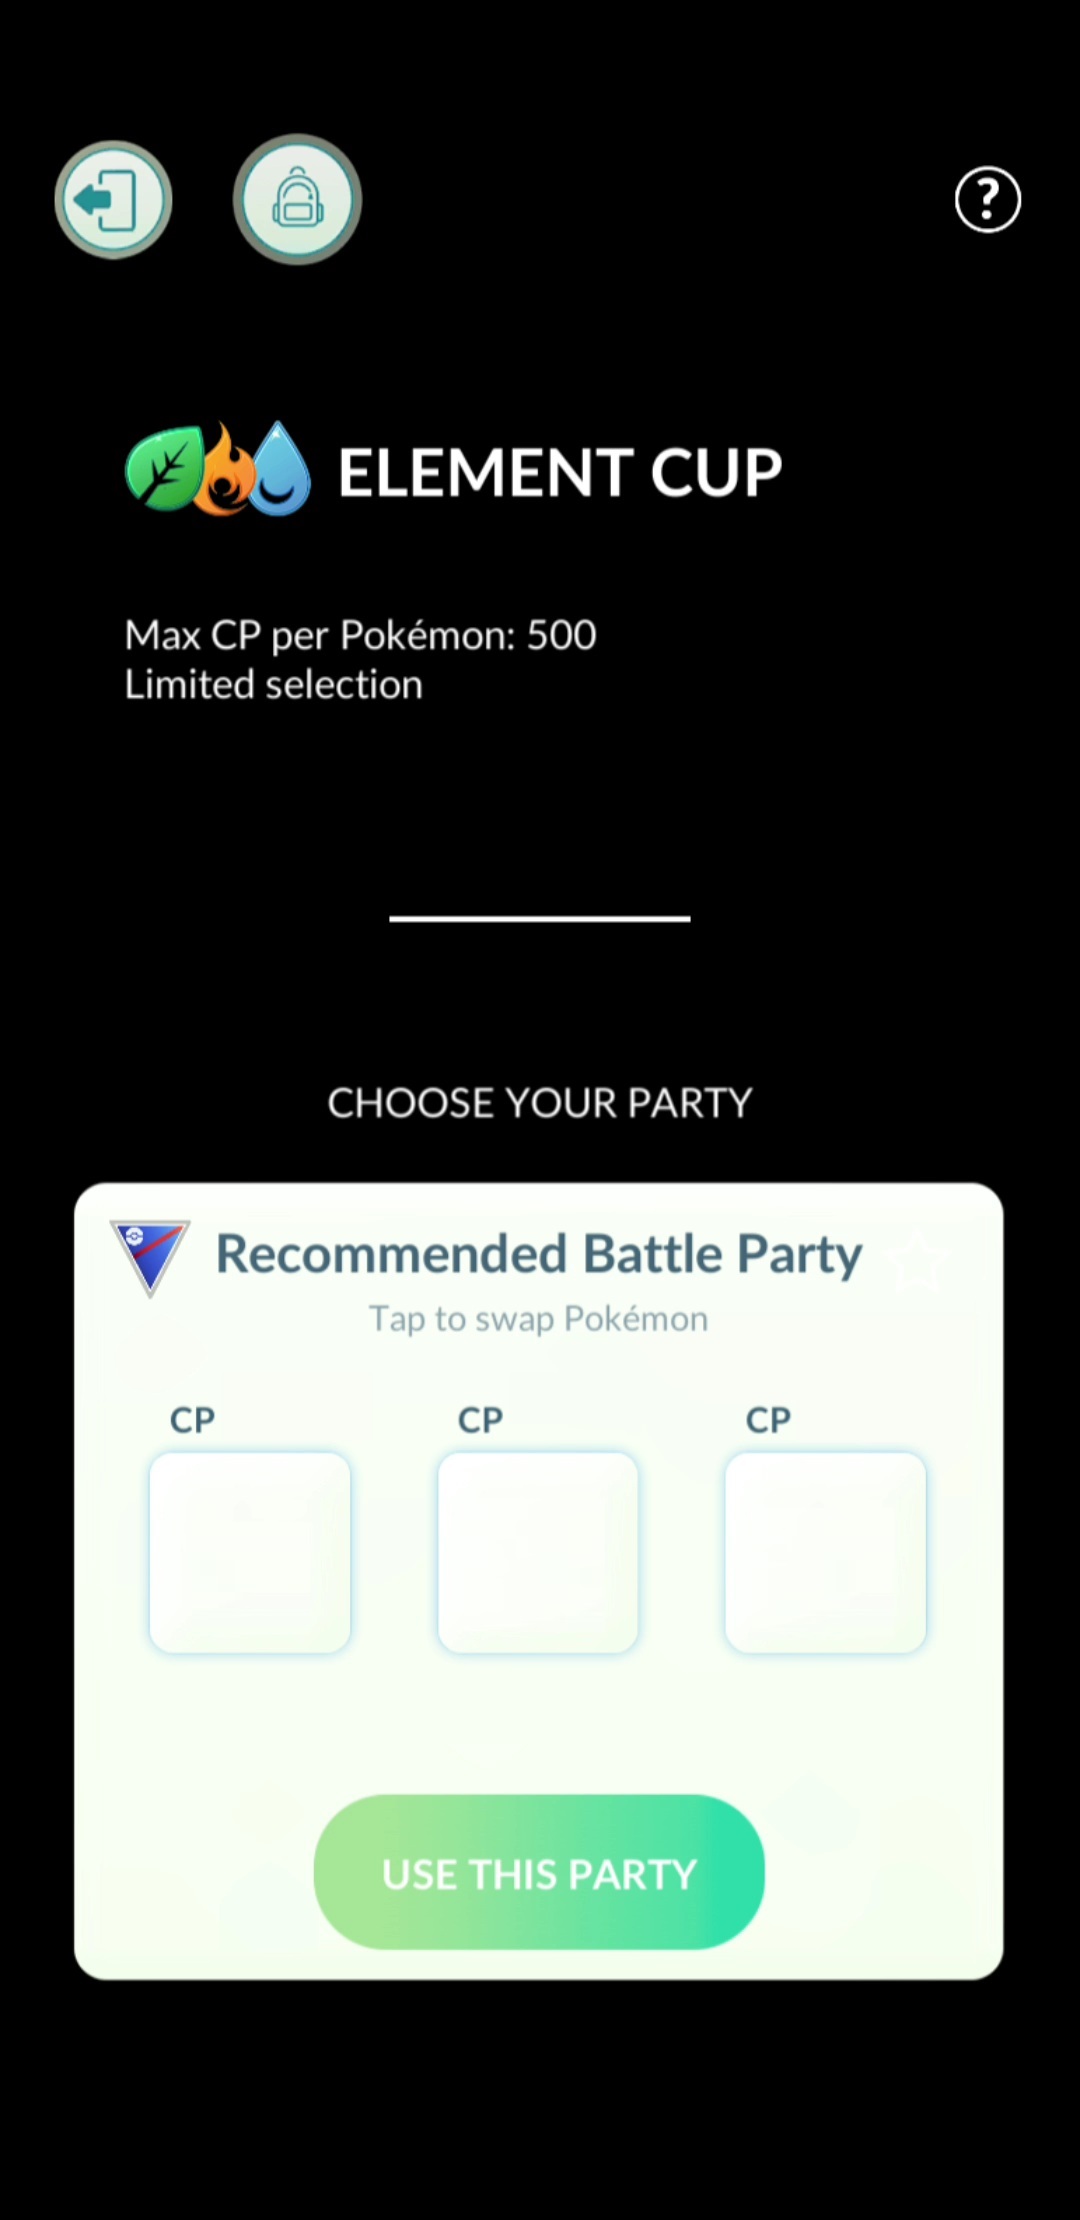 ?
ELEMENT CUP
Max CP per Pokémon: 500
Limited selection
CHOOSE YOUR PARTY
Recommended Battle Party
Tap to swap Pokémon
CP CP CP
USE THIS PARTY